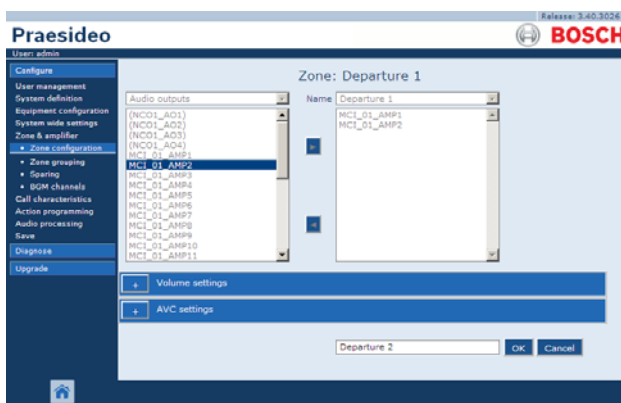 Release: 3.40.3026
Praesideo
BOSCH
User: admin
Configure
User management
System definition
Equipment configuration
System wide settings
Zone & amplifier
• Zone configuration
• Zone grouping
• Sparing
• BGM channels
Call characteristics
Action programming
Audio processing
Save
Diagnose
Upgrade
Zone: Departure 1
Audio outputs
(NCO1_AO1)
(NCO1_AO2)
(NCO1_AO3)
(NCO1_AO4)
MCI_01_AMP1
MCI_01_AMP2
MCI_01_AMP3
MCI_01_AMP4
MCI_01_AMP5
MCI_01_AMP6
MCI_01_AMP7
MCI_01_AMP8
MCI_01_AMP9
MCI_01_AMP10
MCI_01_AMP11
Name Departure 1
MCI_01_AMP1
MCI_01_AMP2
+ Volume settings
+ AVC settings
Departure 2
OK
Cancel